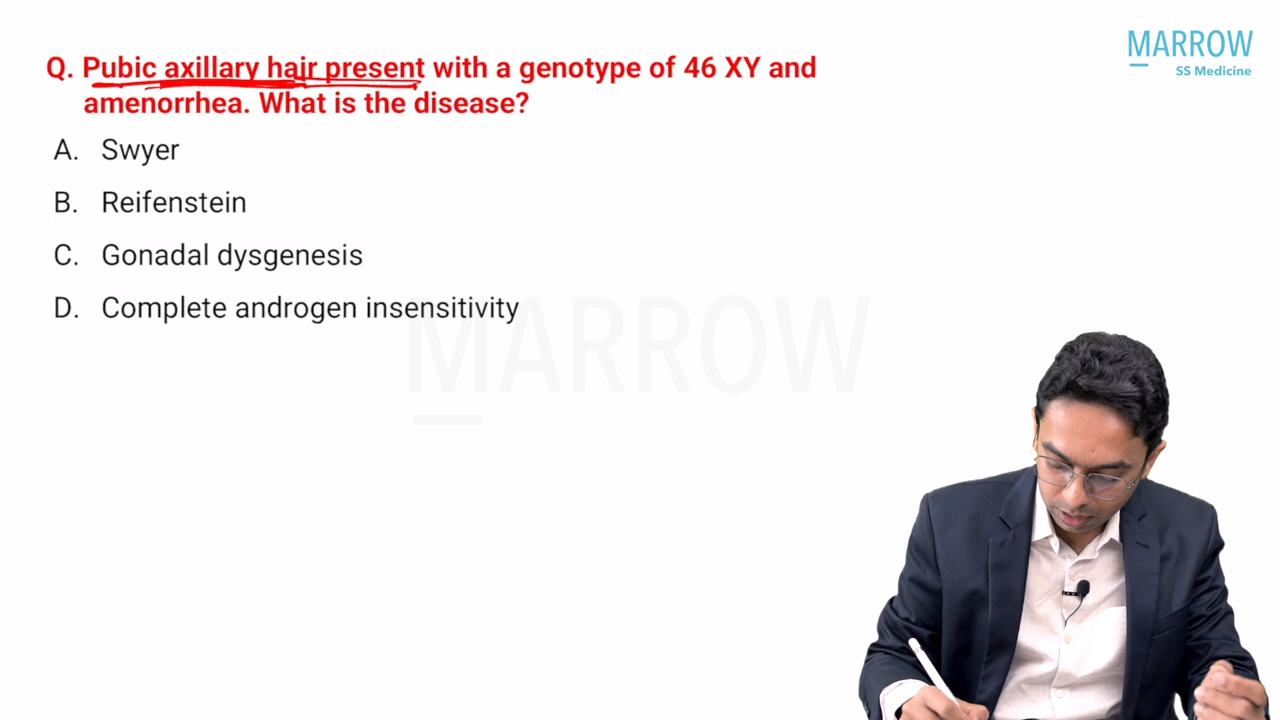 MARROW
SS Medicine
Q. Pubic axillary hair present with a genotype of 46 XY and
amenorrhea. What is the disease?
A. Swyer
B. Reifenstein
C. Gonadal dysgenesis
D. Complete androgen insensitivity
MARROW